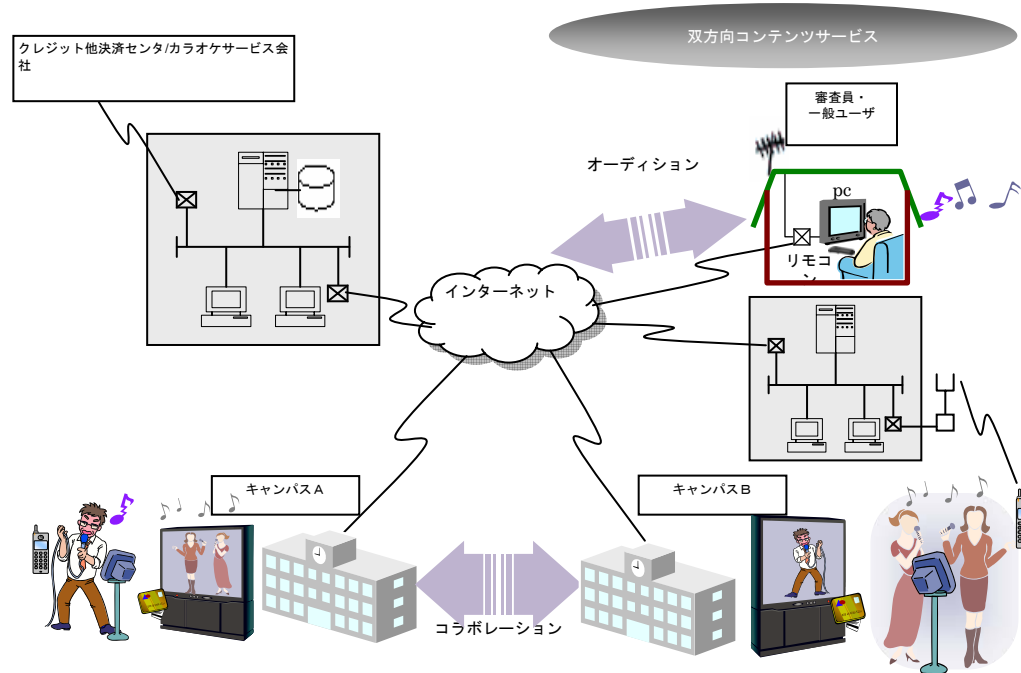 双方向コンテンツサービス
クレジット他決済センタ/カラオケサービス会
社
審査員・
一般ユーザ
オーディション
pc
リモコ
ン
インターネット
キャンパスA
キャンパスB
コラボレーション